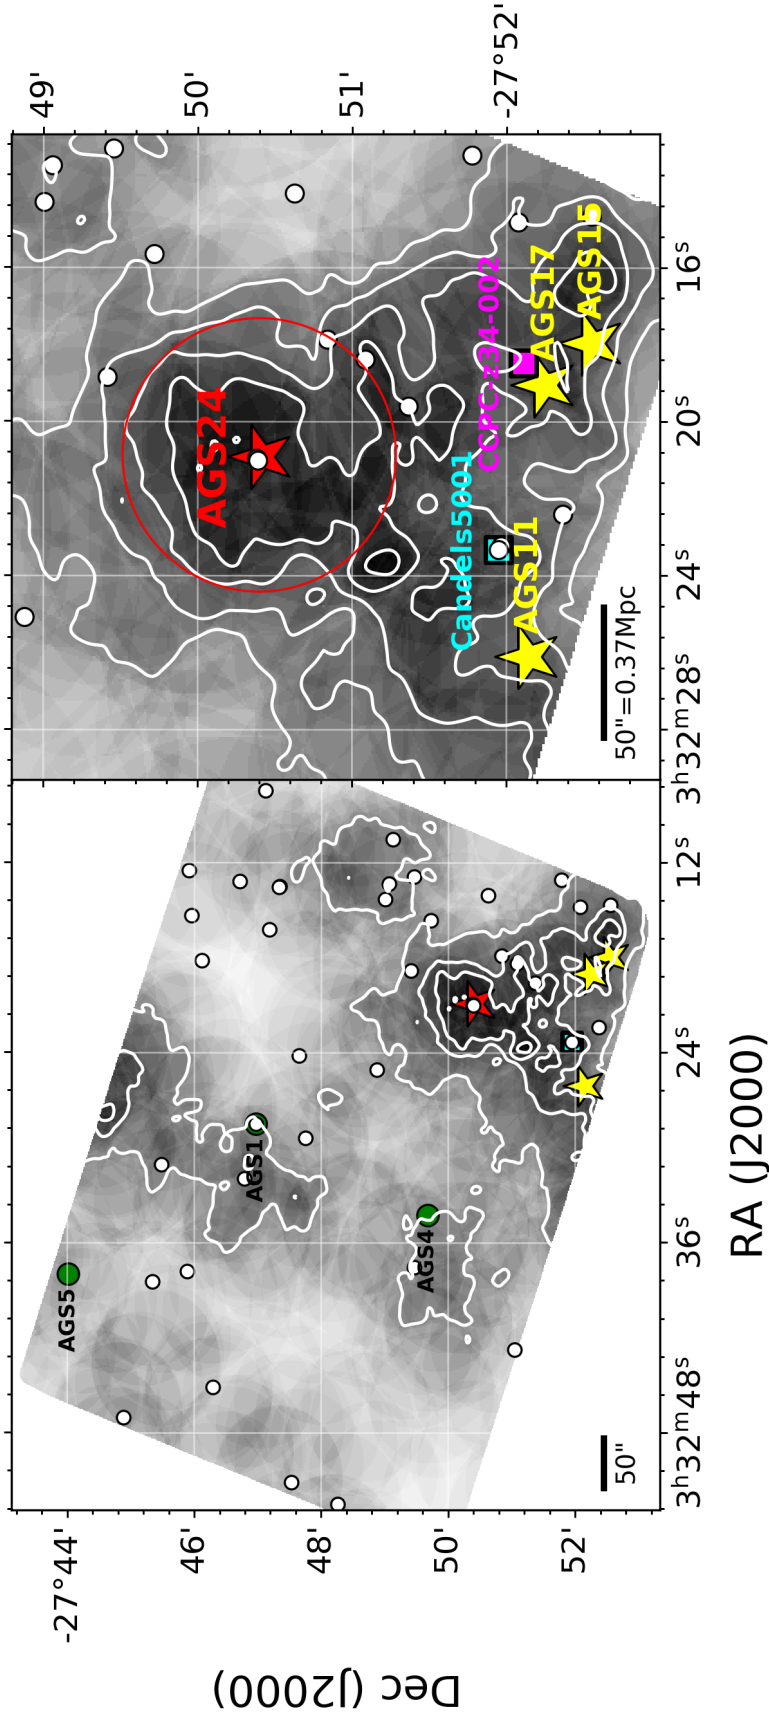 -27°44'
46'
48'
50'
52'
Dec (J2000)
AGS5
AGS1
AGS4
50"
3ʰ32ᵐ48ˢ
36ˢ
24ˢ
12ˢ
RA (J2000)
49'
50'
51'
-27°52'
AGS24
CCPC-z34-002
AGS17
AGS15
Candels5001
AGS11
50"=0.37Mpc
3ʰ32ᵐ28ˢ
24ˢ
20ˢ
16ˢ